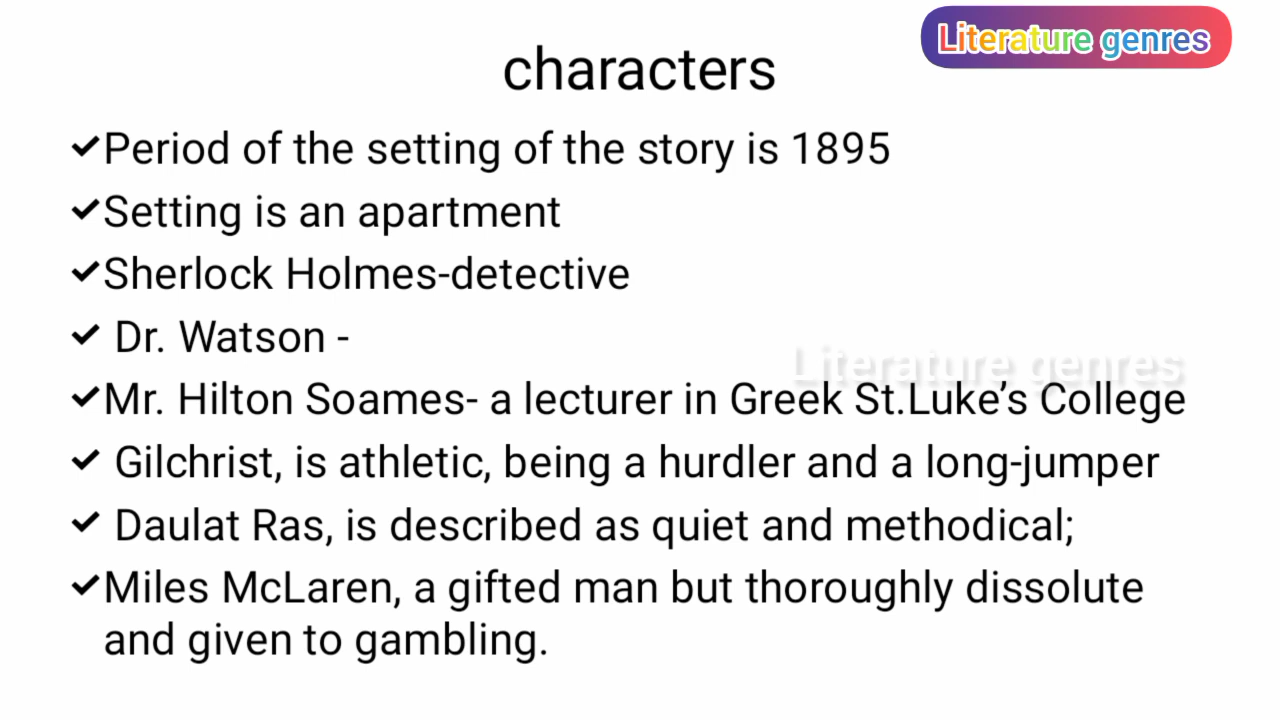 Literature genres
characters
✔Period of the setting of the story is 1895
✔Setting is an apartment
✔Sherlock Holmes-detective
✔ Dr. Watson -
Literature genres
✔Mr. Hilton Soames- a lecturer in Greek St.Luke’s College
✔ Gilchrist, is athletic, being a hurdler and a long-jumper
✔ Daulat Ras, is described as quiet and methodical;
✔Miles McLaren, a gifted man but thoroughly dissolute
and given to gambling.